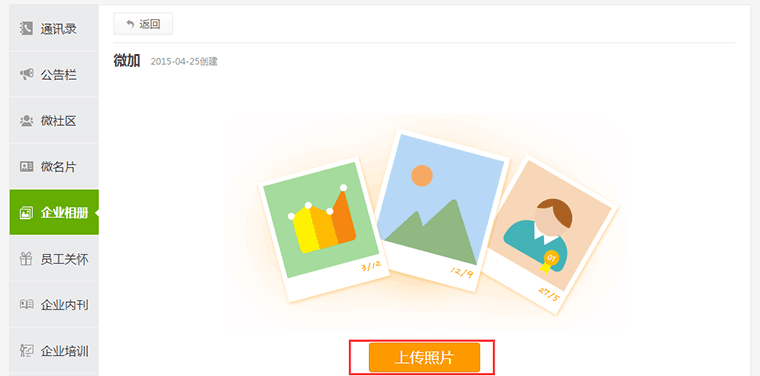 通讯录
公告栏
微社区
微名片
企业相册
员工关怀
企业内刊
企业培训
返回
微加 2015-04-25创建
3/12
12/9
27/5
01
上传照片